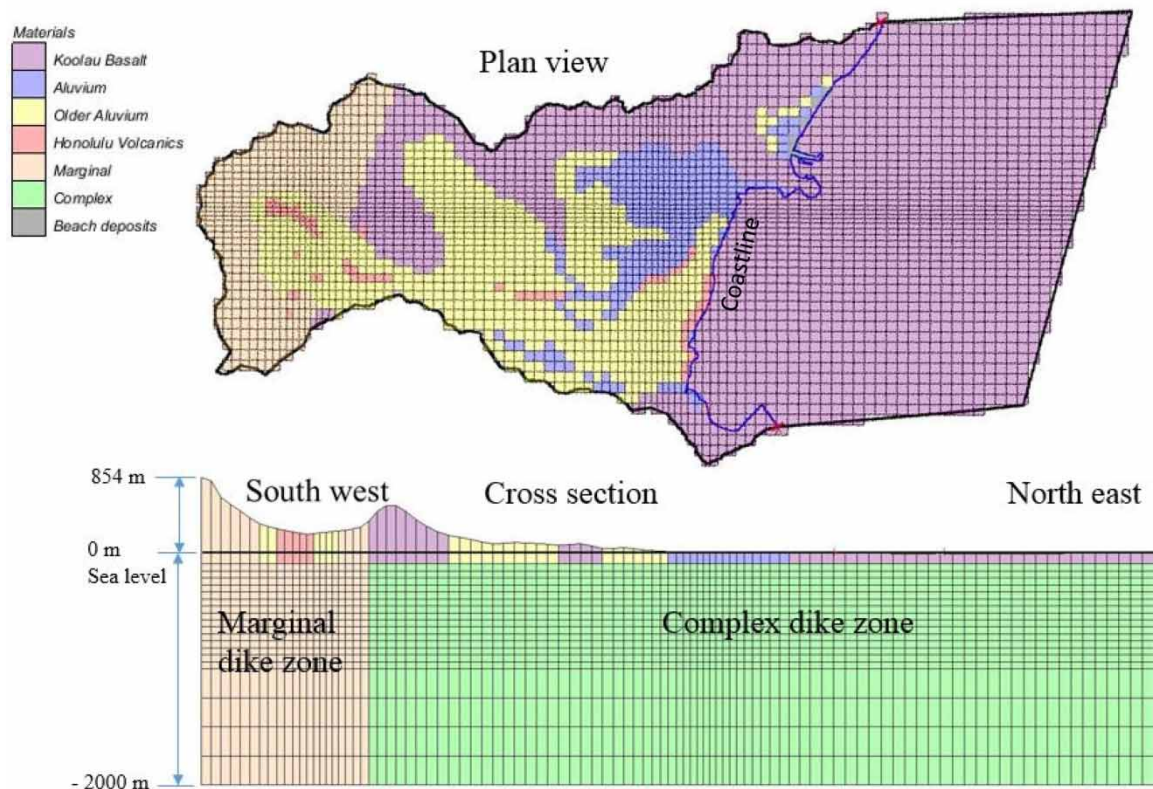 Materials
Koolau Basalt
Aluvium
Older Aluvium
Honolulu Volcanics
Marginal
Complex
Beach deposits
Plan view
Coastline
854 m
South west
Cross section
North east
0 m
Sea level
Marginal
dike zone
Complex dike zone
- 2000 m